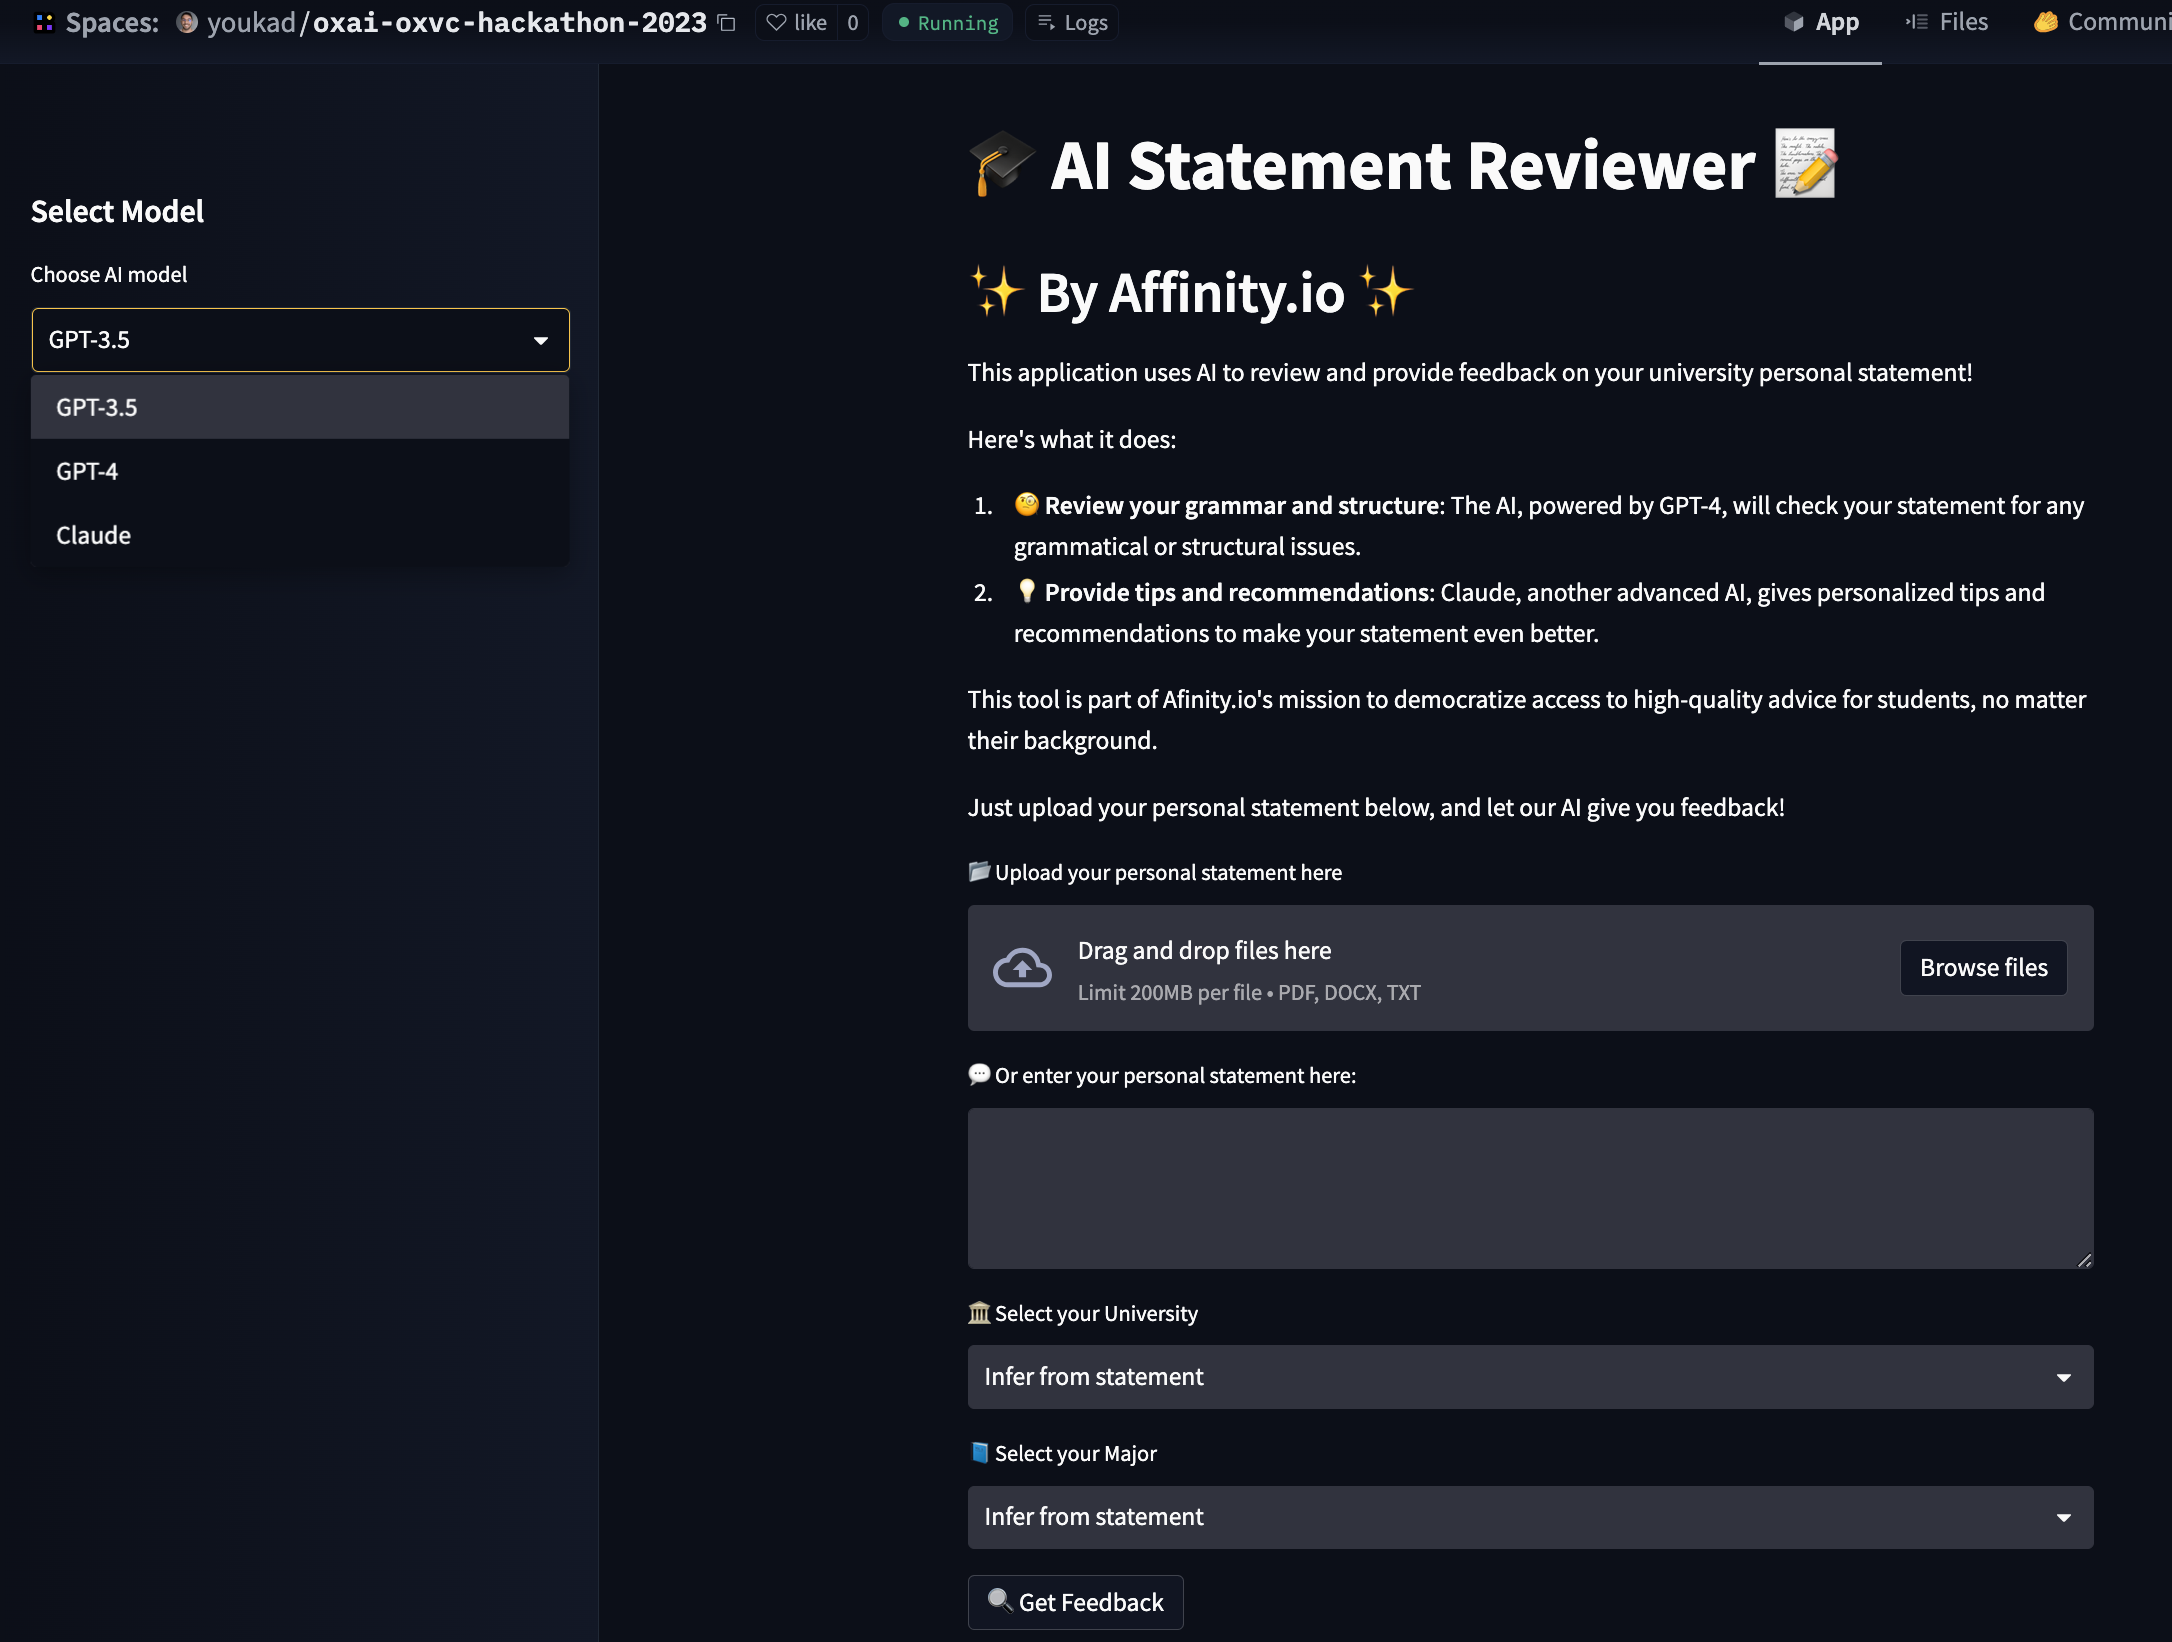 Spaces: youkad/oxai-oxvc-hackathon-2023 like 0 Running Logs App Files Communi
Select Model
Choose AI model
GPT-3.5
GPT-3.5
GPT-4
Claude
AI Statement Reviewer
By Affinity.io
This application uses AI to review and provide feedback on your university personal statement!
Here's what it does:
1. Review your grammar and structure: The AI, powered by GPT-4, will check your statement for any
grammatical or structural issues.
2. Provide tips and recommendations: Claude, another advanced AI, gives personalized tips and
recommendations to make your statement even better.
This tool is part of Afinity.io's mission to democratize access to high-quality advice for students, no matter
their background.
Just upload your personal statement below, and let our AI give you feedback!
Upload your personal statement here
Drag and drop files here
Limit 200MB per file • PDF, DOCX, TXT
Browse files
Or enter your personal statement here:
Select your University
Infer from statement
Select your Major
Infer from statement
Get Feedback